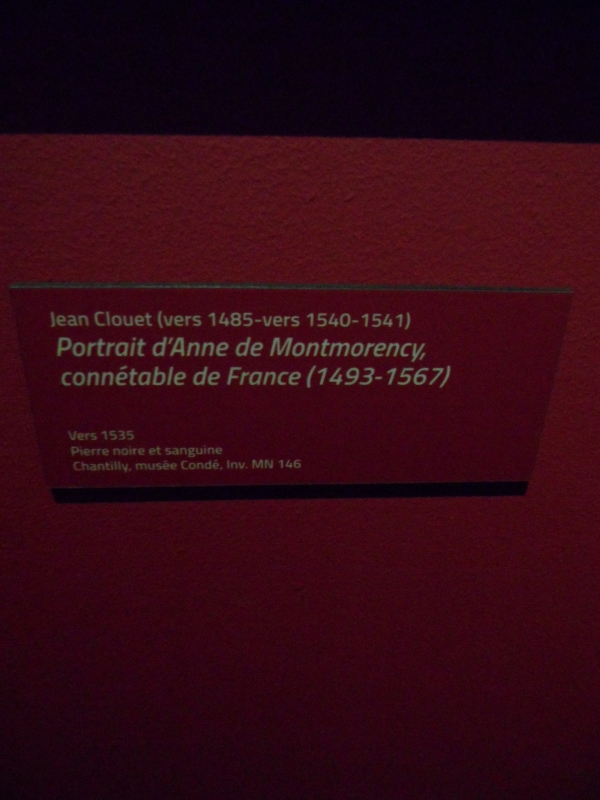 Jean Clouet (vers 1485-vers 1540-1541)
Portrait d'Anne de Montmorency,
connétable de France (1493-1567)
Vers 1535
Pierre noire et sanguine
Chantilly, musée Condé, Inv. MN 146